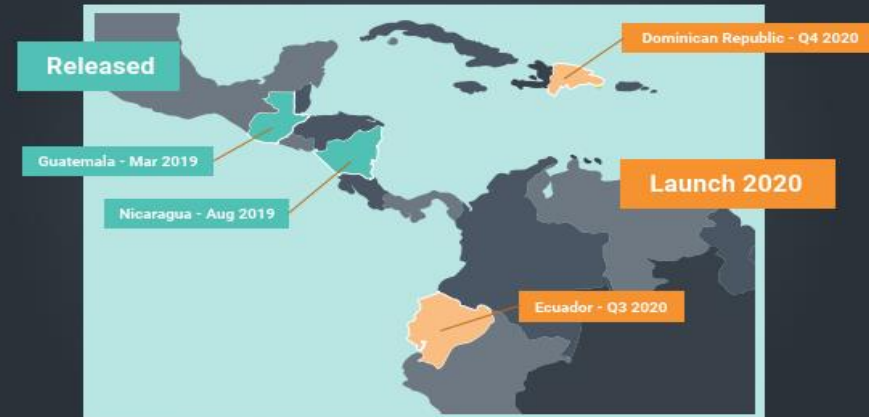 Dominican Republic - Q4 2020
Released
Guatemala - Mar 2019
Launch 2020
Nicaragua - Aug 2019
Ecuador - Q3 2020